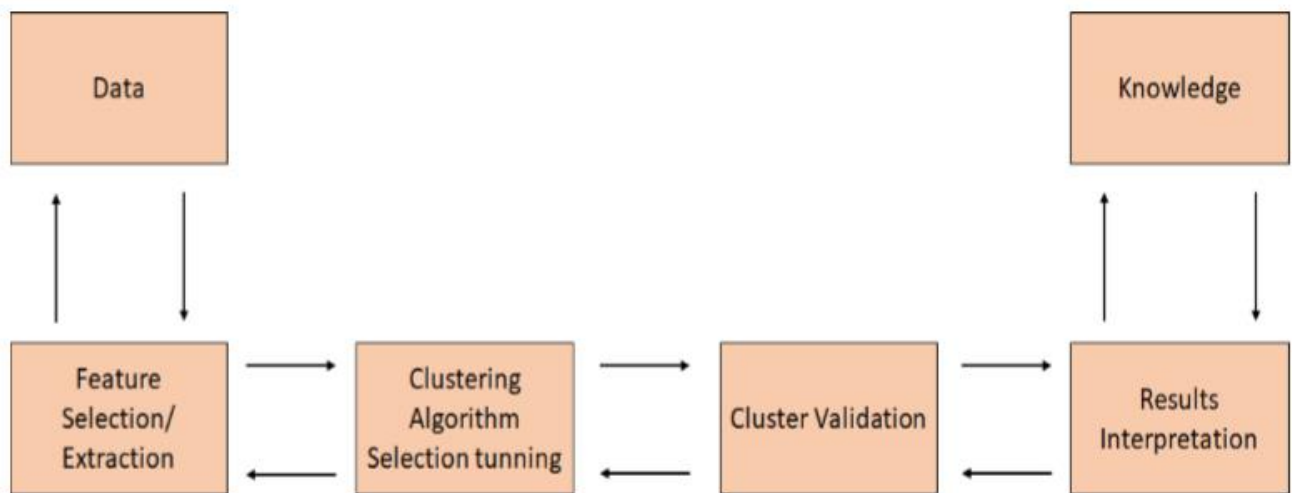 Data
Knowledge
Feature
Selection/
Extraction
Clustering
Algorithm
Selection tunning
Cluster Validation
Results
Interpretation